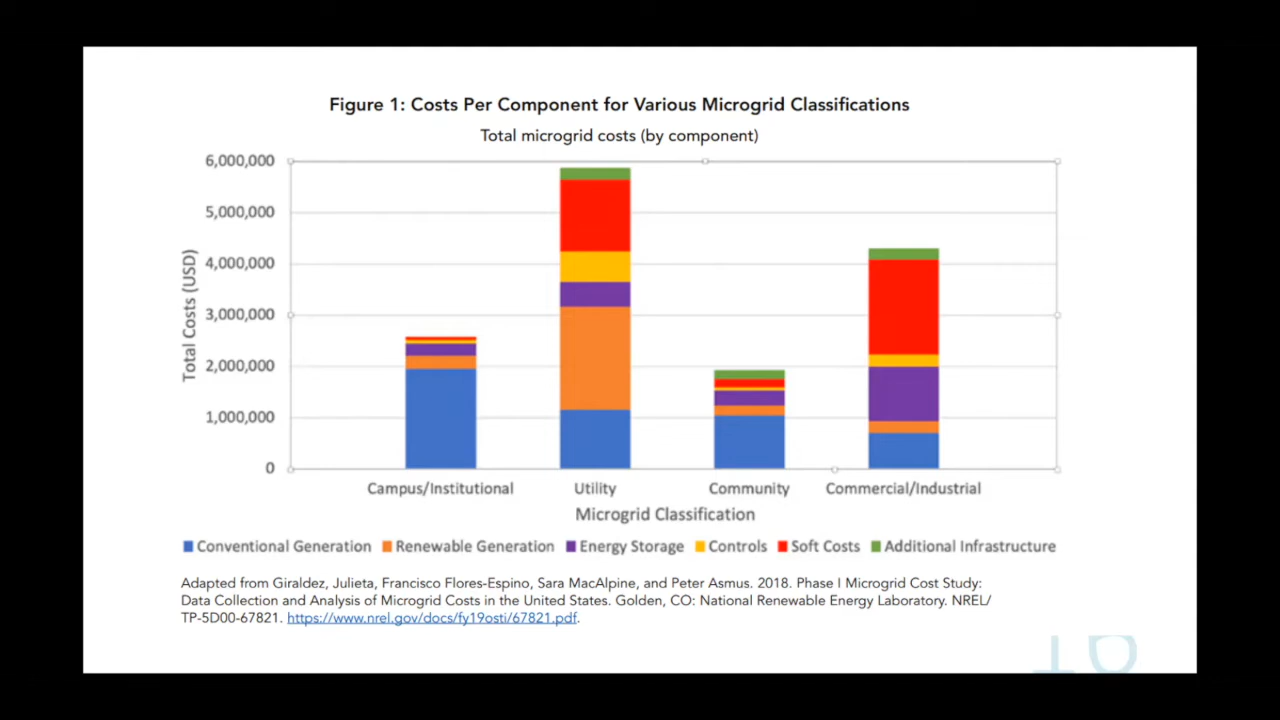 Figure 1: Costs Per Component for Various Microgrid Classifications
Total microgrid costs (by component)
6,000,000
5,000,000
4,000,000
3,000,000
2,000,000
1,000,000
0
Total Costs (USD)
Campus/Institutional Utility Community Commercial/Industrial
Microgrid Classification
Conventional Generation Renewable Generation Energy Storage Controls Soft Costs Additional Infrastructure
Adapted from Giraldez, Julieta, Francisco Flores-Espino, Sara MacAlpine, and Peter Asmus. 2018. Phase I Microgrid Cost Study:
Data Collection and Analysis of Microgrid Costs in the United States. Golden, CO: National Renewable Energy Laboratory. NREL/
TP-5D00-67821. https://www.nrel.gov/docs/fy19osti/67821.pdf.